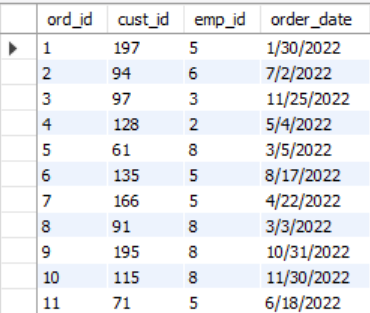 ord_id cust_id emp_id order_date
1 197 5 1/30/2022
2 94 6 7/2/2022
3 97 3 11/25/2022
4 128 2 5/4/2022
5 61 8 3/5/2022
6 135 5 8/17/2022
7 166 5 4/22/2022
8 91 8 3/3/2022
9 195 8 10/31/2022
10 115 8 11/30/2022
11 71 5 6/18/2022